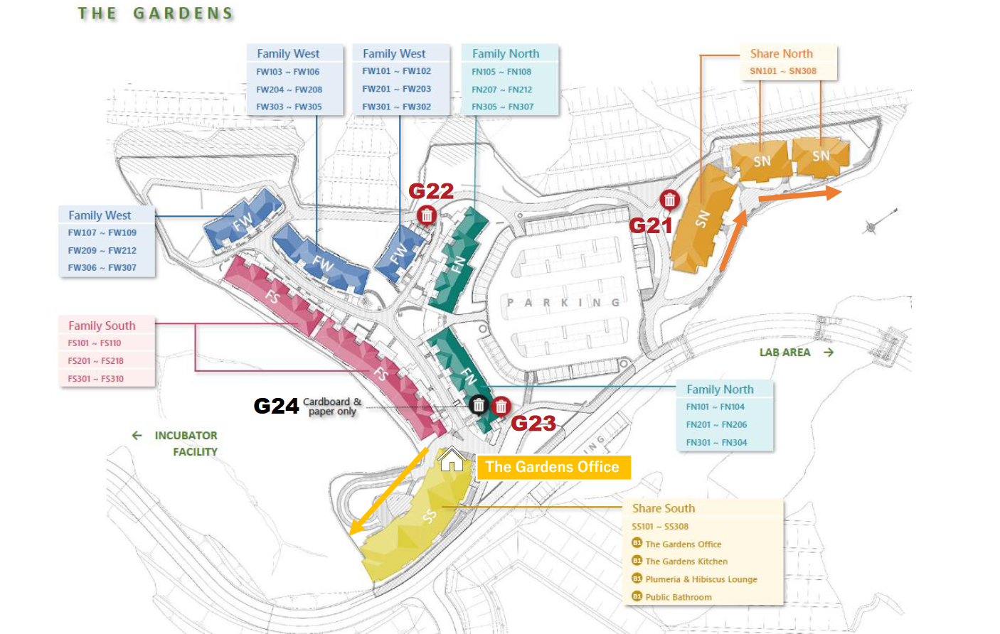 THE GARDENS
Family West
FW103 ~ FW106
FW204 ~ FW208
FW303 ~ FW305
Family West
FW101 ~ FW102
FW201 ~ FW203
FW301 ~ FW302
Family North
FN105 ~ FN108
FN207 ~ FN212
FN305 ~ FN307
Share North
SN101 ~ SN308
SN
SN
SN
G22
G21
Family West
FW107 ~ FW109
FW209 ~ FW212
FW306 ~ FW307
FW
FW
FW
FN
FS
PARKING
Family South
FS101 ~ FS110
FS201 ~ FS218
FS301 ~ FS310
FS
FN
LAB AREA →
Family North
FN101 ~ FN104
FN201 ~ FN206
FN301 ~ FN304
G24
Cardboard &
paper only
G23
← INCUBATOR
FACILITY
NG
The Gardens Office
SS
Share South
SS101 ~ SS308
B1 The Gardens Office
B1 The Gardens Kitchen
B1 Plumeria & Hibiscus Lounge
B1 Public Bathroom